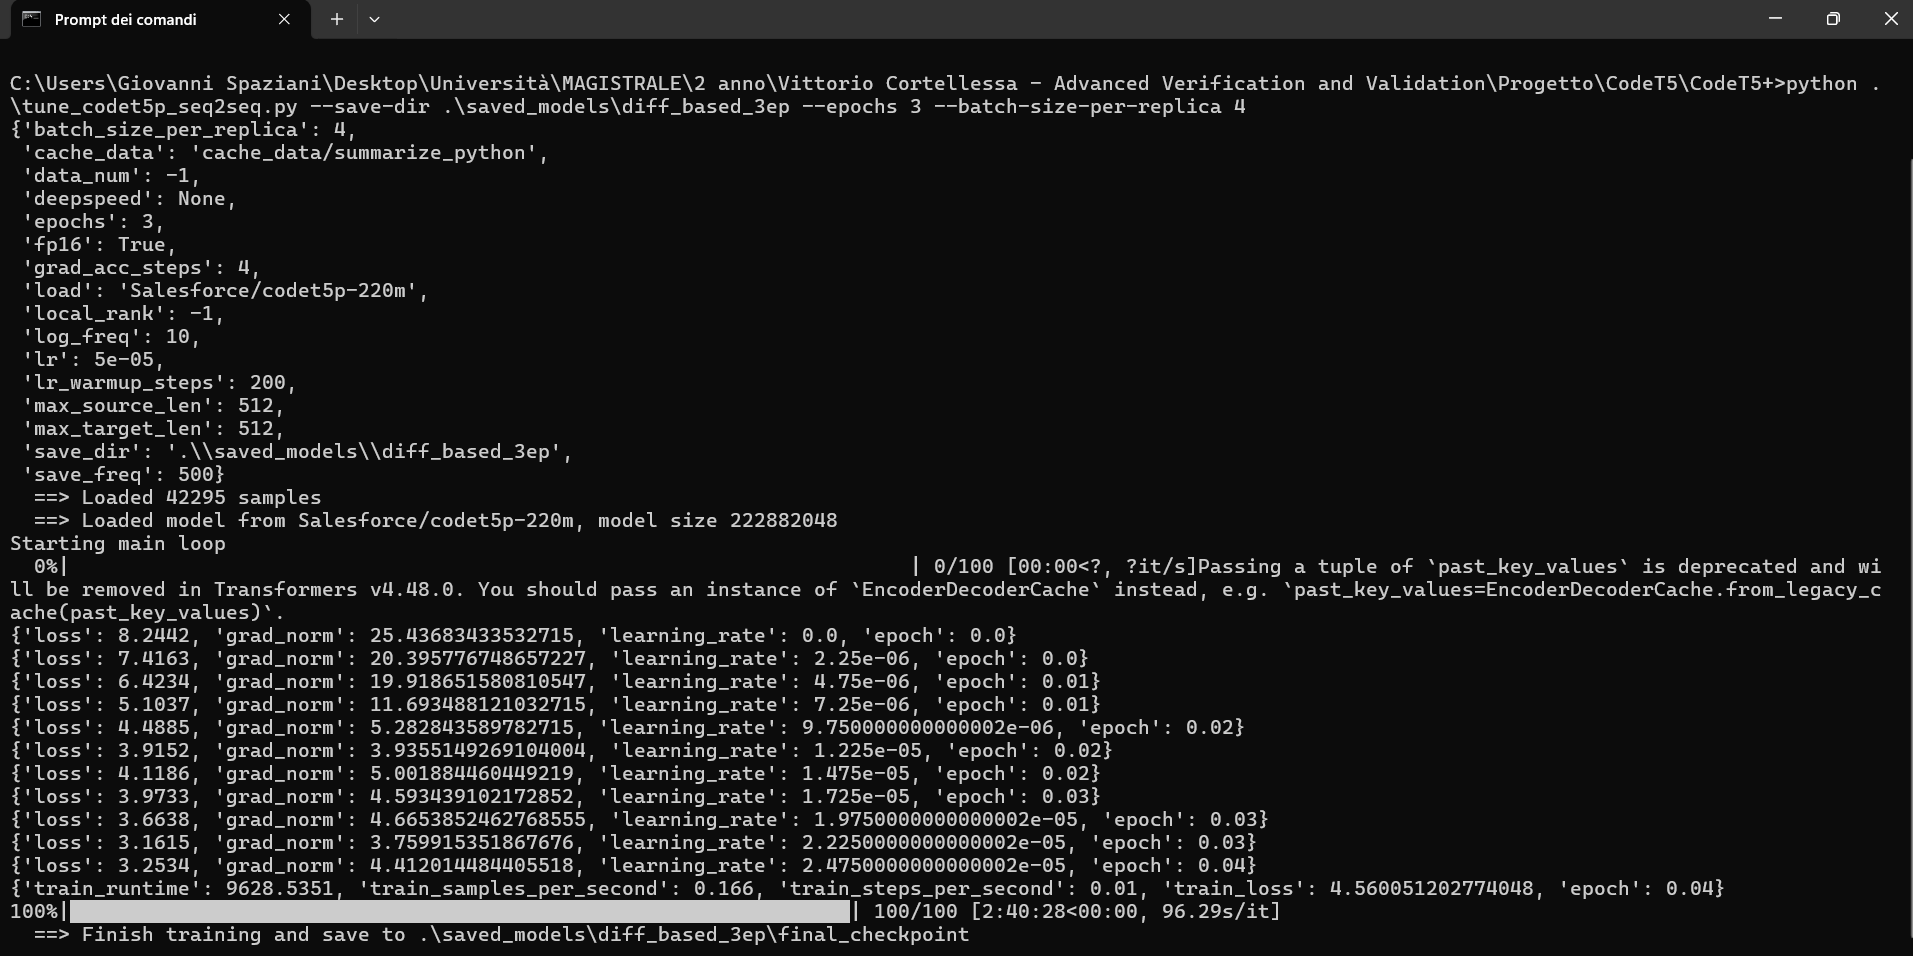 Prompt dei comandi
C:\Users\Giovanni Spaziani\Desktop\Università\MAGISTRALE\2 anno\Vittorio Cortellessa - Advanced Verification and Validation\Progetto\CodeT5\CodeT5+>python .
\tune_codet5p_seq2seq.py --save-dir .\saved_models\diff_based_3ep --epochs 3 --batch-size-per-replica 4
{'batch_size_per_replica': 4,
 'cache_data': 'cache_data/summarize_python',
 'data_num': -1,
 'deepspeed': None,
 'epochs': 3,
 'fp16': True,
 'grad_acc_steps': 4,
 'load': 'Salesforce/codet5p-220m',
 'local_rank': -1,
 'log_freq': 10,
 'lr': 5e-05,
 'lr_warmup_steps': 200,
 'max_source_len': 512,
 'max_target_len': 512,
 'save_dir': '.\\saved_models\\diff_based_3ep',
 'save_freq': 500}
  ==> Loaded 42295 samples
  ==> Loaded model from Salesforce/codet5p-220m, model size 222882048
Starting main loop
  0%|                                                                       | 0/100 [00:00<?, ?it/s]Passing a tuple of `past_key_values` is deprecated and wi
ll be removed in Transformers v4.48.0. You should pass an instance of `EncoderDecoderCache` instead, e.g. `past_key_values=EncoderDecoderCache.from_legacy_c
ache(past_key_values)`.
{'loss': 8.2442, 'grad_norm': 25.43683433532715, 'learning_rate': 0.0, 'epoch': 0.0}
{'loss': 7.4163, 'grad_norm': 20.395776748657227, 'learning_rate': 2.25e-06, 'epoch': 0.0}
{'loss': 6.4234, 'grad_norm': 19.918651580810547, 'learning_rate': 4.75e-06, 'epoch': 0.01}
{'loss': 5.1037, 'grad_norm': 11.693488121032715, 'learning_rate': 7.25e-06, 'epoch': 0.01}
{'loss': 4.4885, 'grad_norm': 5.282843589782715, 'learning_rate': 9.750000000000002e-06, 'epoch': 0.02}
{'loss': 3.9152, 'grad_norm': 3.9355149269104004, 'learning_rate': 1.225e-05, 'epoch': 0.02}
{'loss': 4.1186, 'grad_norm': 5.001884460449219, 'learning_rate': 1.475e-05, 'epoch': 0.02}
{'loss': 3.9733, 'grad_norm': 4.593439102172852, 'learning_rate': 1.725e-05, 'epoch': 0.03}
{'loss': 3.6638, 'grad_norm': 4.6653852462768555, 'learning_rate': 1.9750000000000002e-05, 'epoch': 0.03}
{'loss': 3.1615, 'grad_norm': 3.759915351867676, 'learning_rate': 2.2250000000000002e-05, 'epoch': 0.03}
{'loss': 3.2534, 'grad_norm': 4.412014484405518, 'learning_rate': 2.4750000000000002e-05, 'epoch': 0.04}
{'train_runtime': 9628.5351, 'train_samples_per_second': 0.166, 'train_steps_per_second': 0.01, 'train_loss': 4.560051202774048, 'epoch': 0.04}
100%|                                                                 | 100/100 [2:40:28<00:00, 96.29s/it]
  ==> Finish training and save to .\saved_models\diff_based_3ep\final_checkpoint